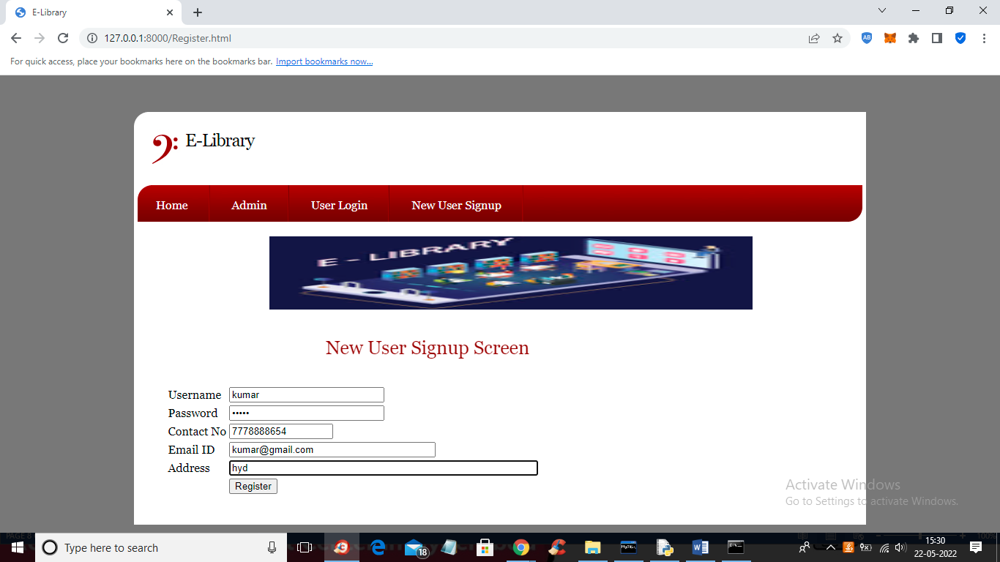 E-Library
127.0.0.1:8000/Register.html
For quick access, place your bookmarks here on the bookmarks bar. Import bookmarks now...
E-Library
Home Admin User Login New User Signup
E - LIBRARY
New User Signup Screen
Username kumar
Password •••••
Contact No 7778888654
Email ID kumar@gmail.com
Address hyd
Register
Activate Windows
Go to Settings to activate Windows.
Type here to search
18
15:30
22-05-2022